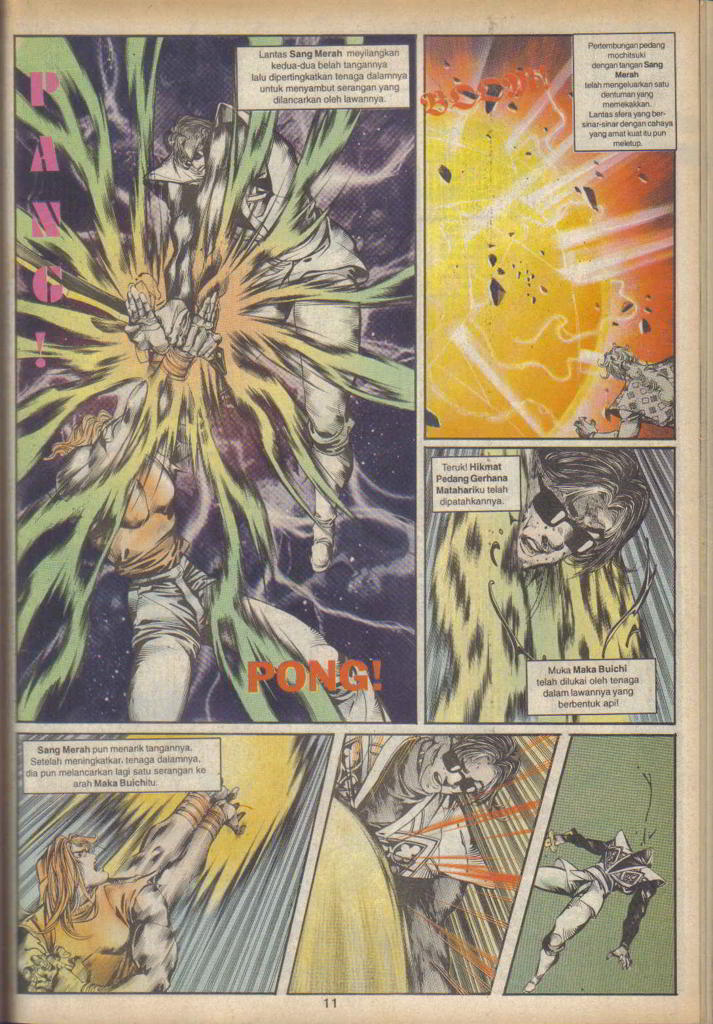 Lantas Sang Merah meyilangkan
kedua-dua belah tangannya
lalu dipertingkatkan tenaga dalamnya
untuk menyambut serangan yang
dilancarkan oleh lawannya.
PANG!
PONG!
Pertembungan pedang
mochitsuki
dengan tangan Sang
Merah
telah mengeluarkan satu
dentuman yang
memekakkan.
Lantas sfera yang ber-
sinar-sinar dengan cahaya
yang amat kuat itu pun
meletup.
BOOM!
Teruk! Hikmat
Pedang Gerhana
Matahariku telah
dipatahkannya.
Muka Maka Buichi
telah dilukai oleh tenaga
dalam lawannya yang
berbentuk api!
Sang Merah pun menarik tangannya.
Setelah meningkatkan tenaga dalamnya,
dia pun melancarkan lagi satu serangan ke
arah Maka Buichi itu.
11